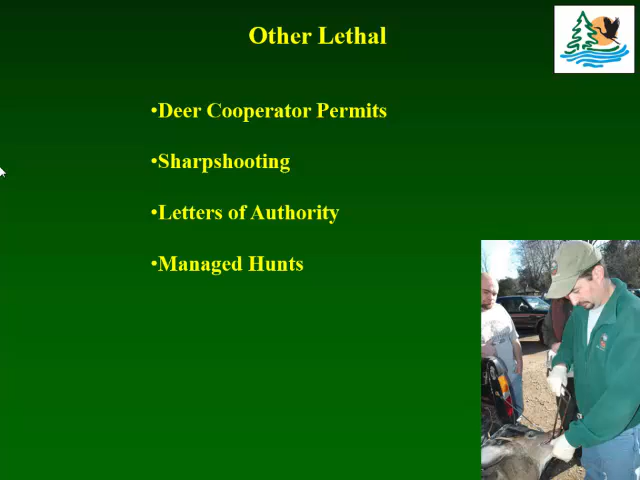 Other Lethal
•Deer Cooperator Permits
•Sharpshooting
•Letters of Authority
•Managed Hunts